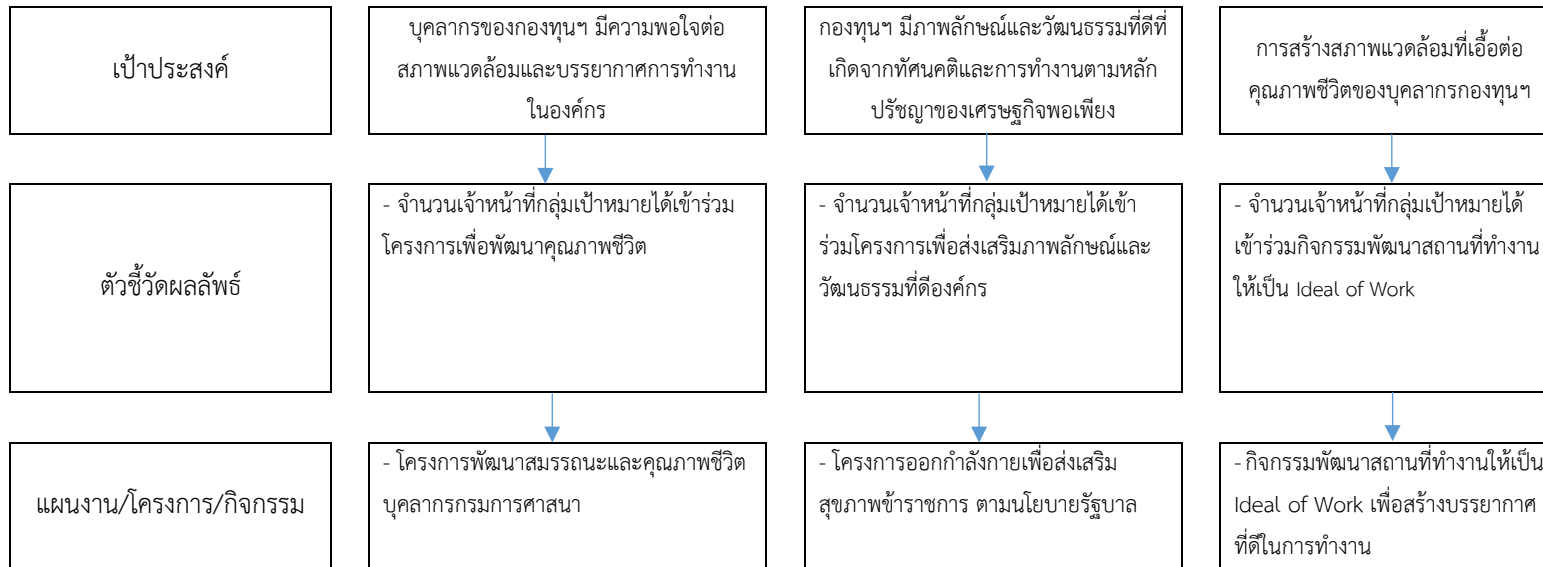 เป้าประสงค์
บุคลากรของกองทุนฯ มีความพอใจต่อ
สภาพแวดล้อมและบรรยากาศการทำงาน
ในองค์กร
กองทุนฯ มีภาพลักษณ์และวัฒนธรรมที่ดีที่
เกิดจากทัศนคติและการทำงานตามหลัก
ปรัชญาของเศรษฐกิจพอเพียง
การสร้างสภาพแวดล้อมที่เอื้อต่อ
คุณภาพชีวิตของบุคลากรกองทุนฯ
ตัวชี้วัดผลลัพธ์
- จำนวนเจ้าหน้าที่กลุ่มเป้าหมายได้เข้าร่วม
โครงการเพื่อพัฒนาคุณภาพชีวิต
- จำนวนเจ้าหน้าที่กลุ่มเป้าหมายได้เข้า
ร่วมโครงการเพื่อส่งเสริมภาพลักษณ์และ
วัฒนธรรมที่ดีองค์กร
- จำนวนเจ้าหน้าที่กลุ่มเป้าหมายได้
เข้าร่วมกิจกรรมพัฒนาสถานที่ทำงาน
ให้เป็น Ideal of Work
แผนงาน/โครงการ/กิจกรรม
- โครงการพัฒนาสมรรถนะและคุณภาพชีวิต
บุคลากรกรมการศาสนา
- โครงการออกกำลังกายเพื่อส่งเสริม
สุขภาพข้าราชการ ตามนโยบายรัฐบาล
- กิจกรรมพัฒนาสถานที่ทำงานให้เป็น
Ideal of Work เพื่อสร้างบรรยากาศ
ที่ดีในการทำงาน